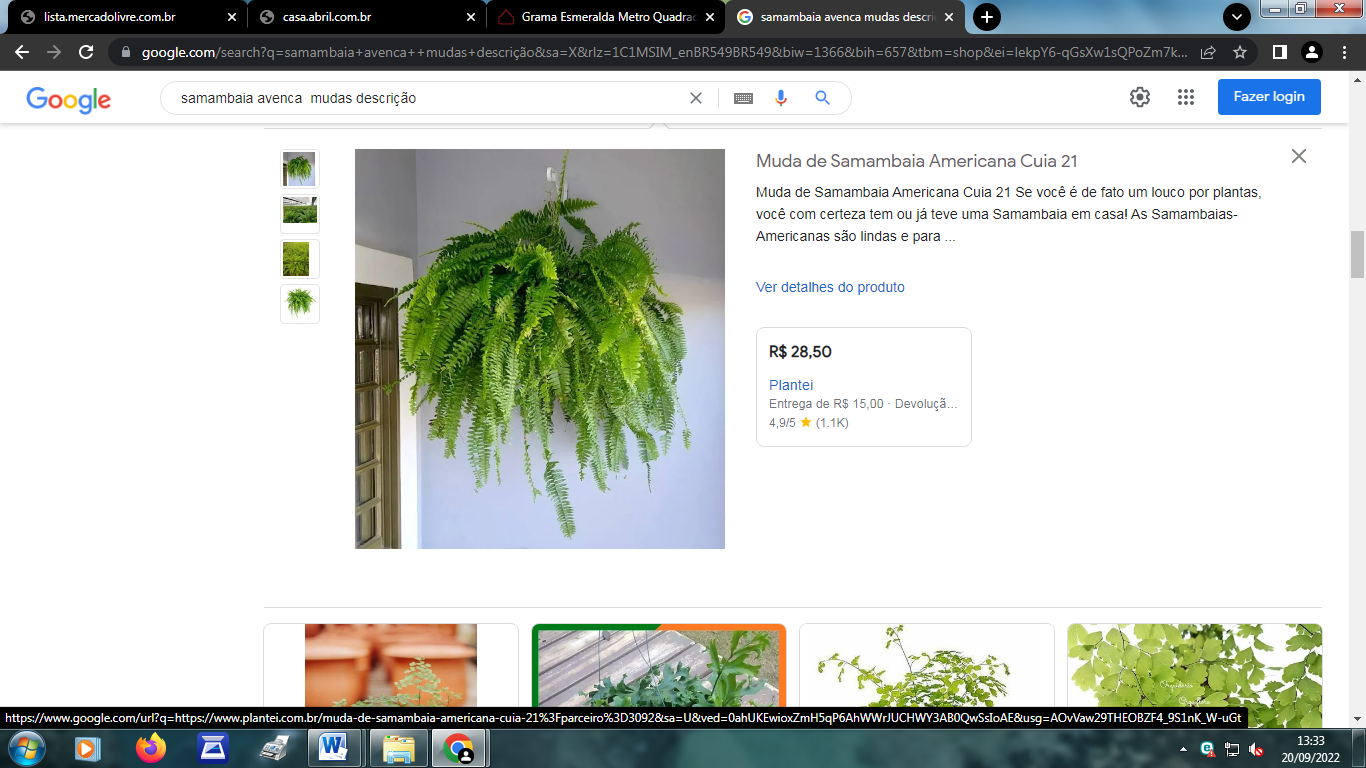 list.mercadolivre.com.br
casa.abril.com.br
Grama Esmeralda Metro Quadrad
samambaia avenca mudas descri
google.com/search?q=samambaia+avenca++mudas+descrição&sa=X&rlz=1C1MSIM_enBR549BR549&biw=1366&bih=657&tbm=shop&ei=lekpY6-qGsXw1sQPoZm7k...
Google
samambaia avenca  mudas descrição
Fazer login
Muda de Samambaia Americana Cuia 21
Muda de Samambaia Americana Cuia 21 Se você é de fato um louco por plantas,
você com certeza tem ou já teve uma Samambaia em casa! As Samambaias-
Americanas são lindas e para ...
Ver detalhes do produto
R$ 28,50
Plantei
Entrega de R$ 15,00 · Devoluçã...
4,9/5 ★ (1.1K)
https://www.google.com/url?q=https://www.plantei.com.br/muda-de-samambaia-americana-cuia-21%3Fparceiro%3D3092&sa=U&ved=0ahUKEwioxZmH5qP6AhWWrJUCHWY3AB0QwSsIoAE&usg=AOvVaw29THEOBZF4_9S1nK_W-uGt
13:33
20/09/2022